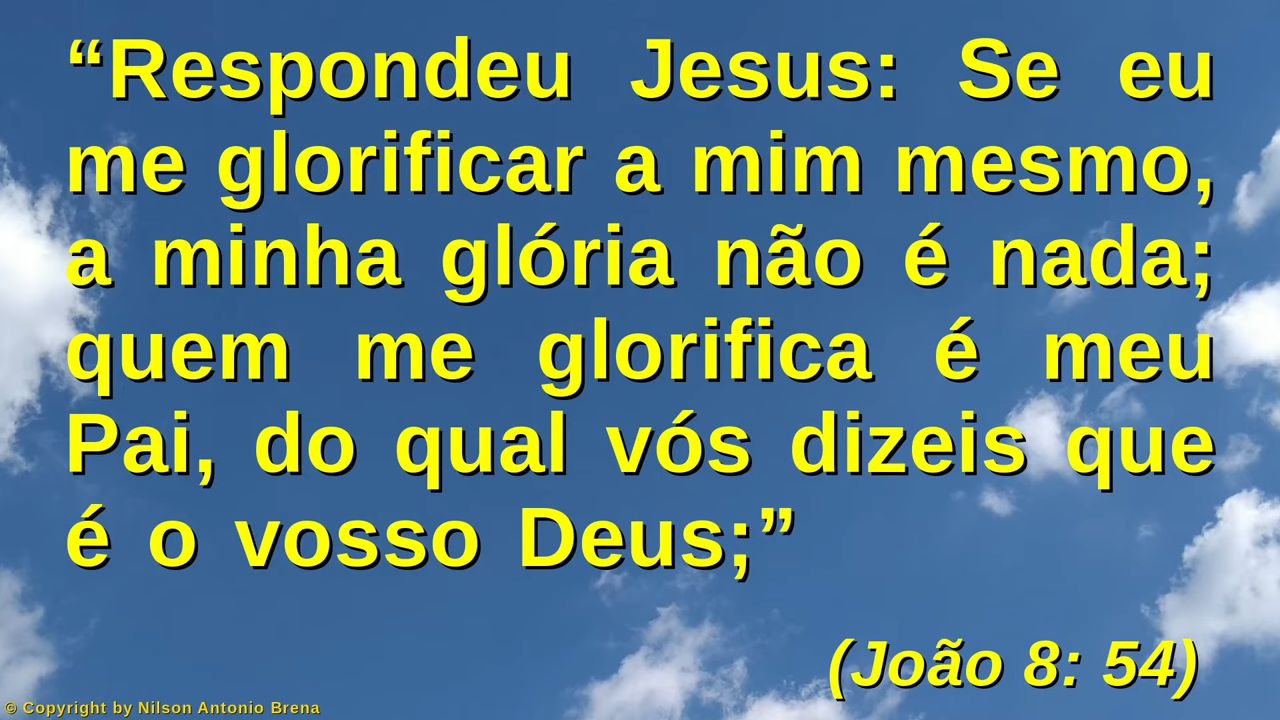 “Respondeu Jesus: Se eu
me glorificar a mim mesmo,
a minha glória não é nada;
quem me glorifica é meu
Pai, do qual vós dizeis que
é o vosso Deus;”
(João 8: 54)
© Copyright by Nilson Antonio Brena